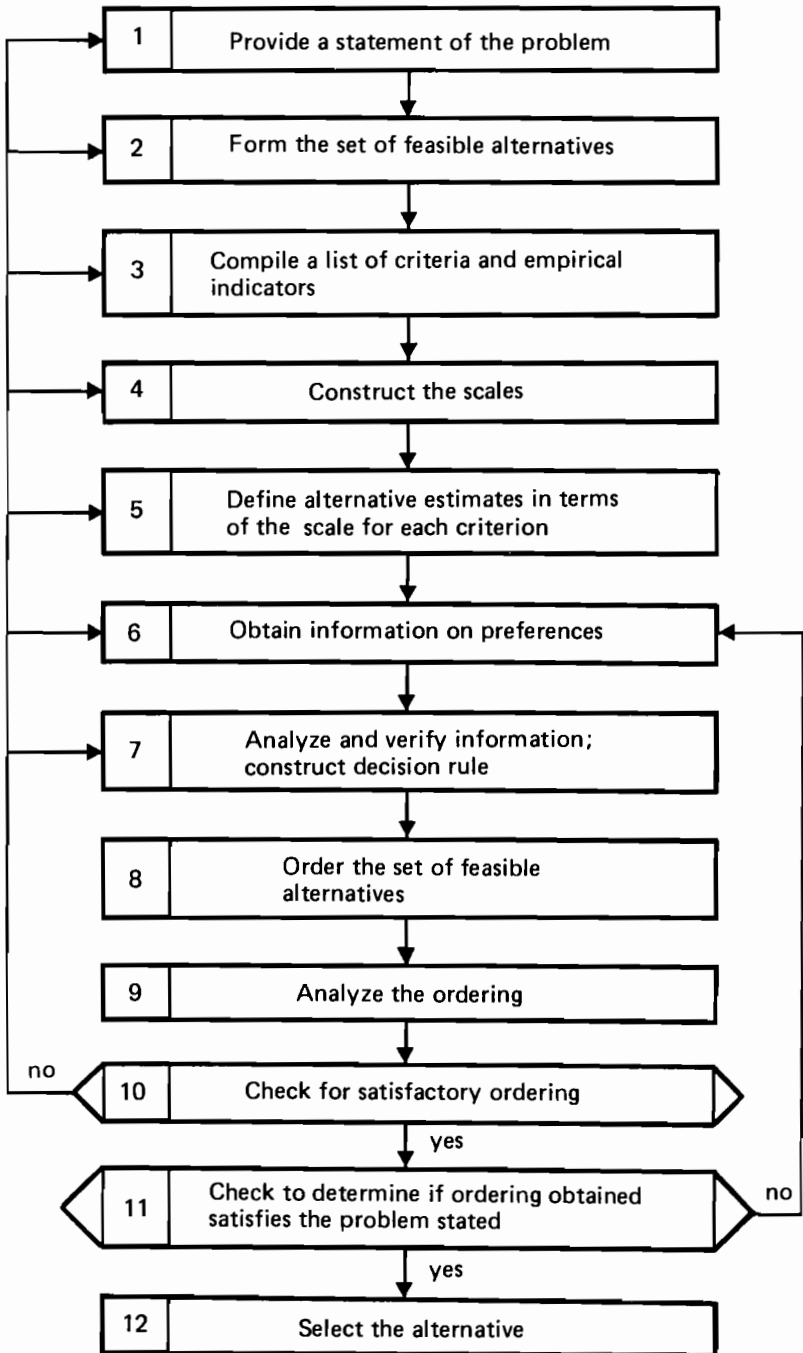 1 Provide a statement of the problem
2 Form the set of feasible alternatives
3 Compile a list of criteria and empirical
indicators
4 Construct the scales
5 Define alternative estimates in terms
of the scale for each criterion
6 Obtain information on preferences
7 Analyze and verify information;
construct decision rule
8 Order the set of feasible
alternatives
9 Analyze the ordering
no
10 Check for satisfactory ordering
yes
11 Check to determine if ordering obtained
satisfies the problem stated
no
yes
12 Select the alternative